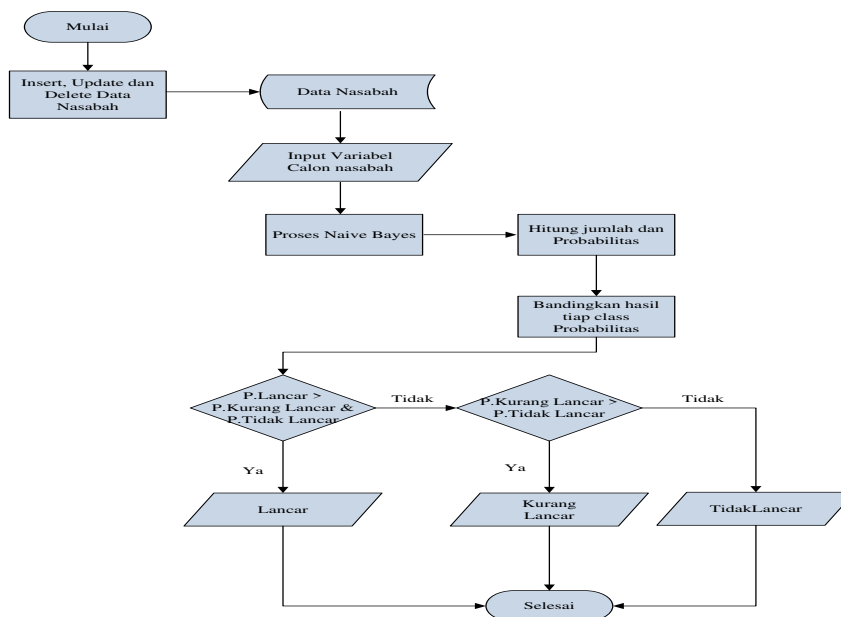 Mulai
Insert, Update dan
Delete Data
Nasabah
Data Nasabah
Input Variabel
Calon nasabah
Proses Naive Bayes
Hitung jumlah dan
Probabilitas
Bandingkan hasil
tiap class
Probabilitas
P.Lancar >
P.Kurang Lancar &
P.Tidak Lancar
Tidak
P.Kurang Lancar >
P.Tidak Lancar
Tidak
Ya
Ya
Lancar
Kurang
Lancar
TidakLancar
Selesai